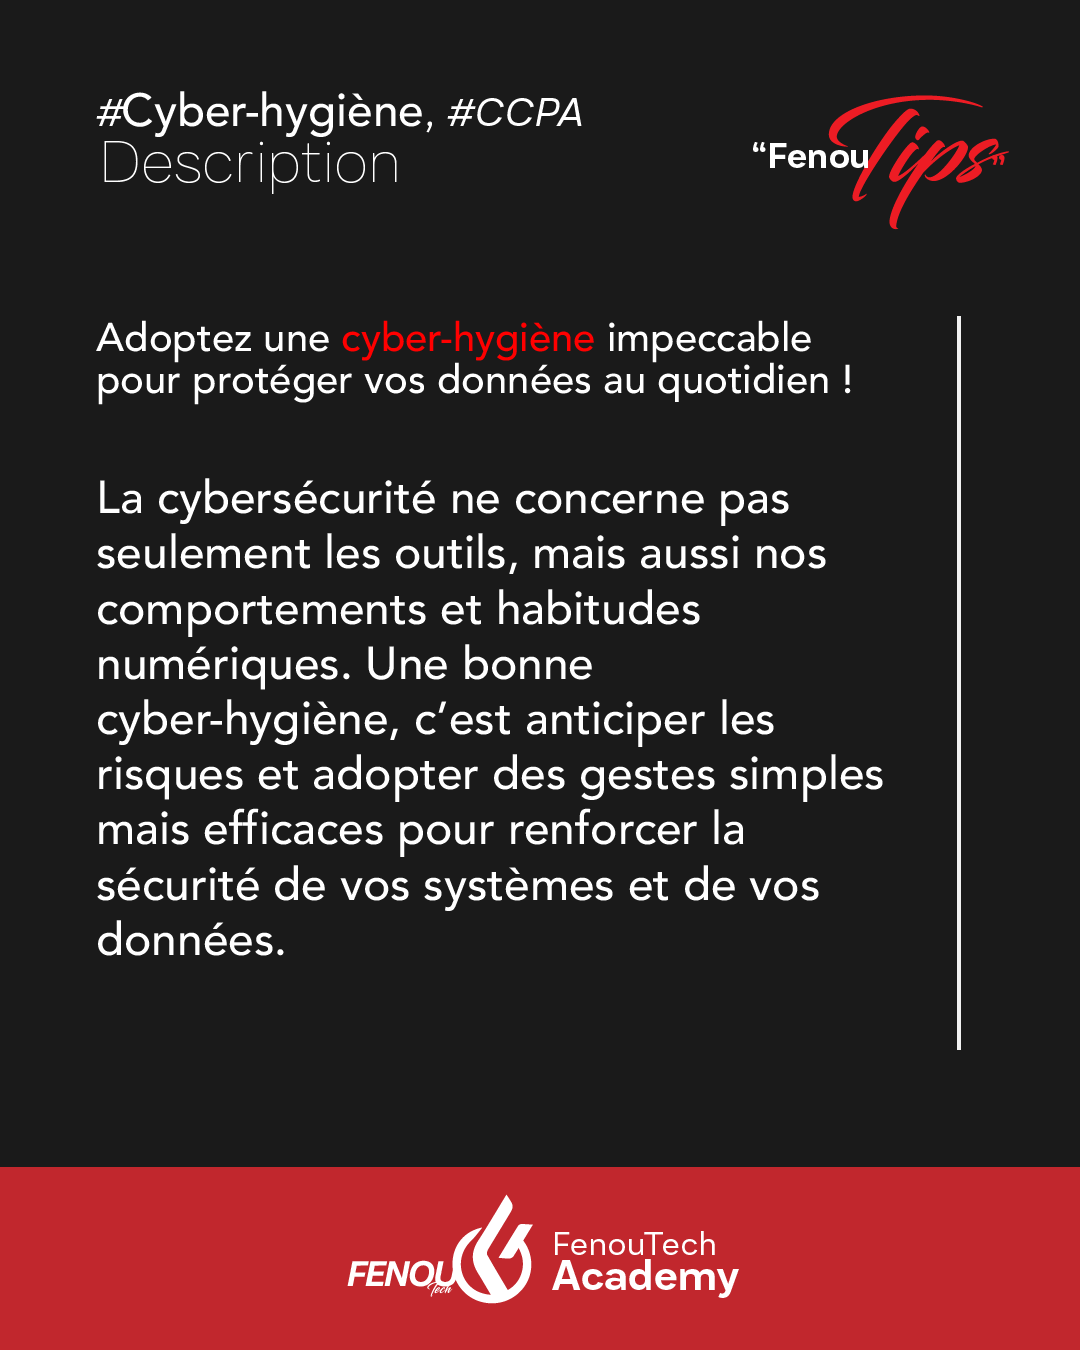 #Cyber-hygiène, #CCPA
Description
“Fenou Tips”
Adoptez une cyber-hygiène impeccable
pour protéger vos données au quotidien !
La cybersécurité ne concerne pas
seulement les outils, mais aussi nos
comportements et habitudes
numériques. Une bonne
cyber-hygiène, c’est anticiper les
risques et adopter des gestes simples
mais efficaces pour renforcer la
sécurité de vos systèmes et de vos
données.
FENOU
Tech
FenouTech
Academy